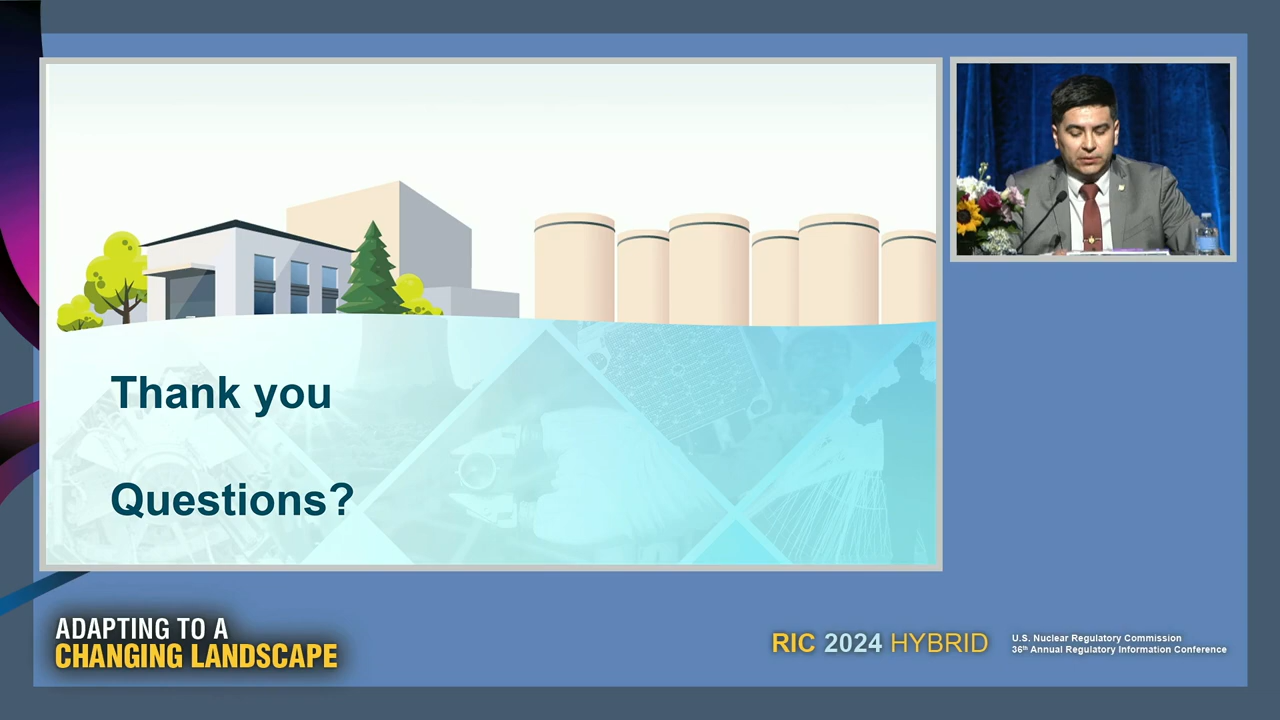 Thank you
Questions?
ADAPTING TO A
CHANGING LANDSCAPE
RIC 2024 HYBRID
U.S. Nuclear Regulatory Commission
36th Annual Regulatory Information Conference